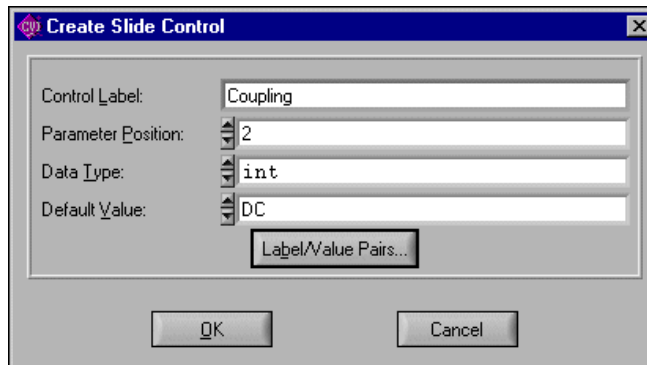 CVI Create Slide Control
Control Label: Coupling
Parameter Position: 2
Data Type: int
Default Value: DC
Label/Value Pairs...
OK Cancel